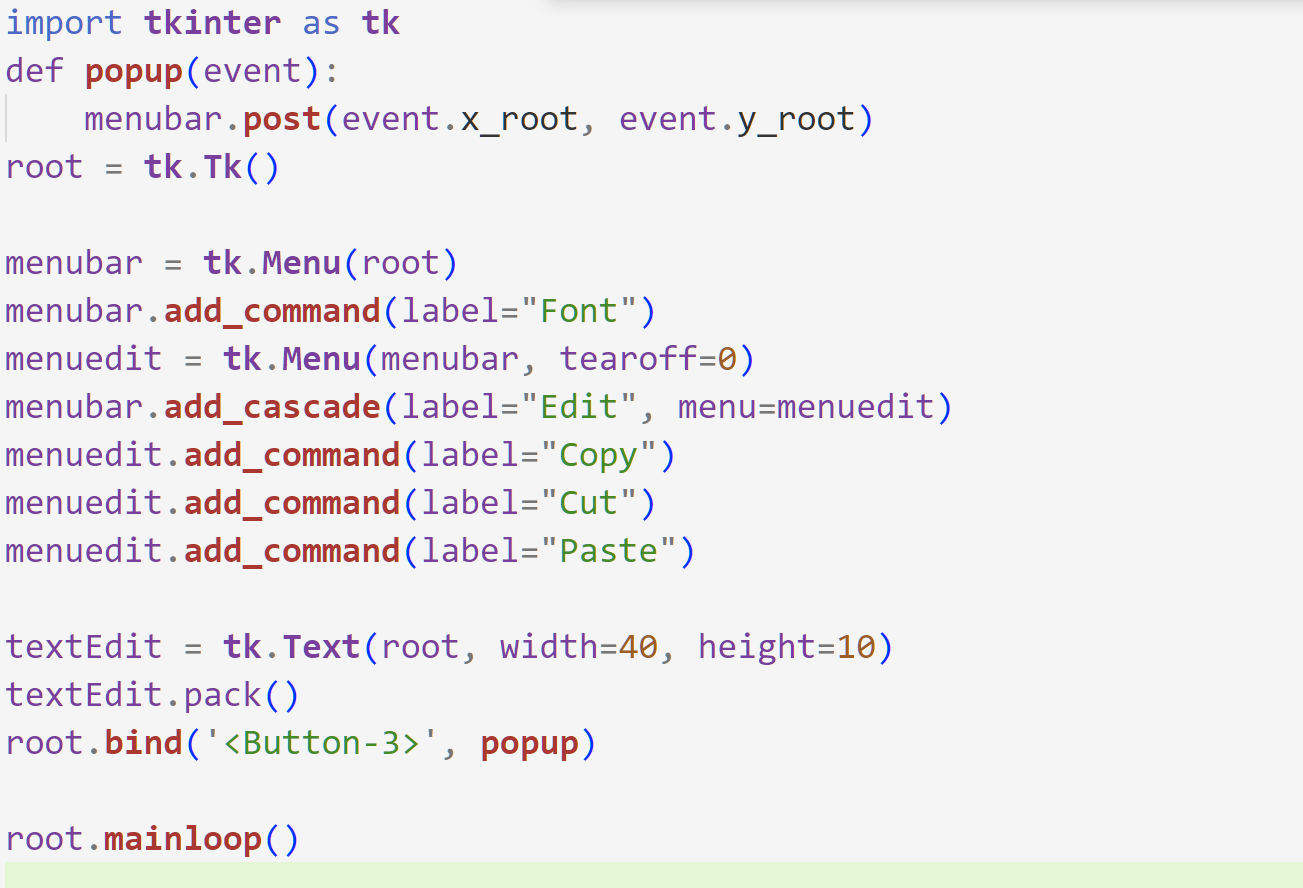 import tkinter as tk
def popup(event):
    menubar.post(event.x_root, event.y_root)
root = tk.Tk()

menubar = tk.Menu(root)
menubar.add_command(label="Font")
menuedit = tk.Menu(menubar, tearoff=0)
menubar.add_cascade(label="Edit", menu=menuedit)
menuedit.add_command(label="Copy")
menuedit.add_command(label="Cut")
menuedit.add_command(label="Paste")

textEdit = tk.Text(root, width=40, height=10)
textEdit.pack()
root.bind('<Button-3>', popup)

root.mainloop()